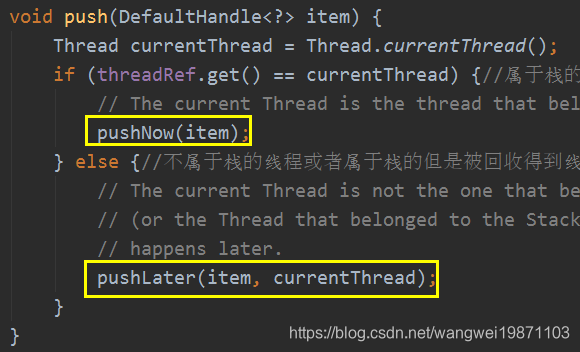 void push(DefaultHandle<?> item) {
Thread currentThread = Thread.currentThread();
if (threadRef.get() == currentThread) {//属于栈的
// The current Thread is the thread that bel
pushNow(item);
} else {//不属于栈的线程或者属于栈的但是被回收得到线
// The current Thread is not the one that be
// (or the Thread that belonged to the Stack
// happens later.
pushLater(item, currentThread);
}
}
https://blog.csdn.net/wangwei19871103